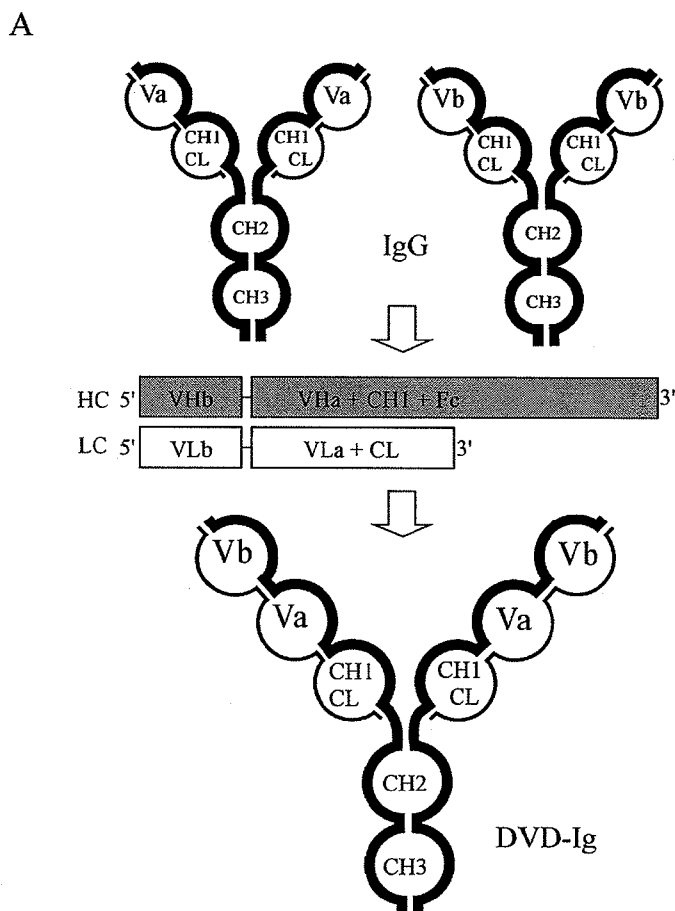 A
Va Va Vb Vb
CH1 CH1 CH1 CH1
CL CL CL CL
CH2 CH2
IgG
CH3 CH3
HC 5' VHb VHa + CH1 + Fc 3'
LC 5' VLb VLa + CL 3'
Vb Vb
Va Va
CH1 CH1
CL CL
CH2
DVD-Ig
CH3